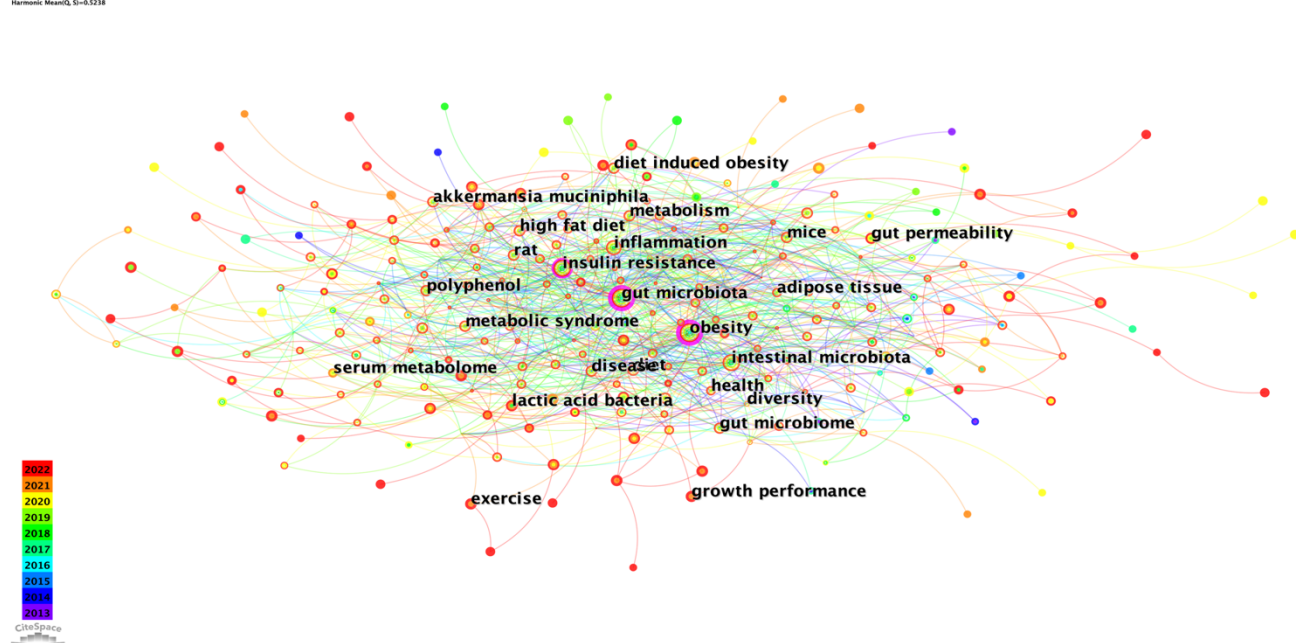 Harmonic Mean(Q, S)=0.5238
diet induced obesity
akkermansia muciniphila
metabolism
high fat diet
mice
gut permeability
inflammation
rat
insulin resistance
polyphenol
gut microbiota
adipose tissue
metabolic syndrome
obesity
serum metabolome
disease
diet
intestinal microbiota
health
lactic acid bacteria
diversity
gut microbiome
exercise
growth performance
2022
2021
2020
2019
2018
2017
2016
2015
2014
2013
CiteSpace